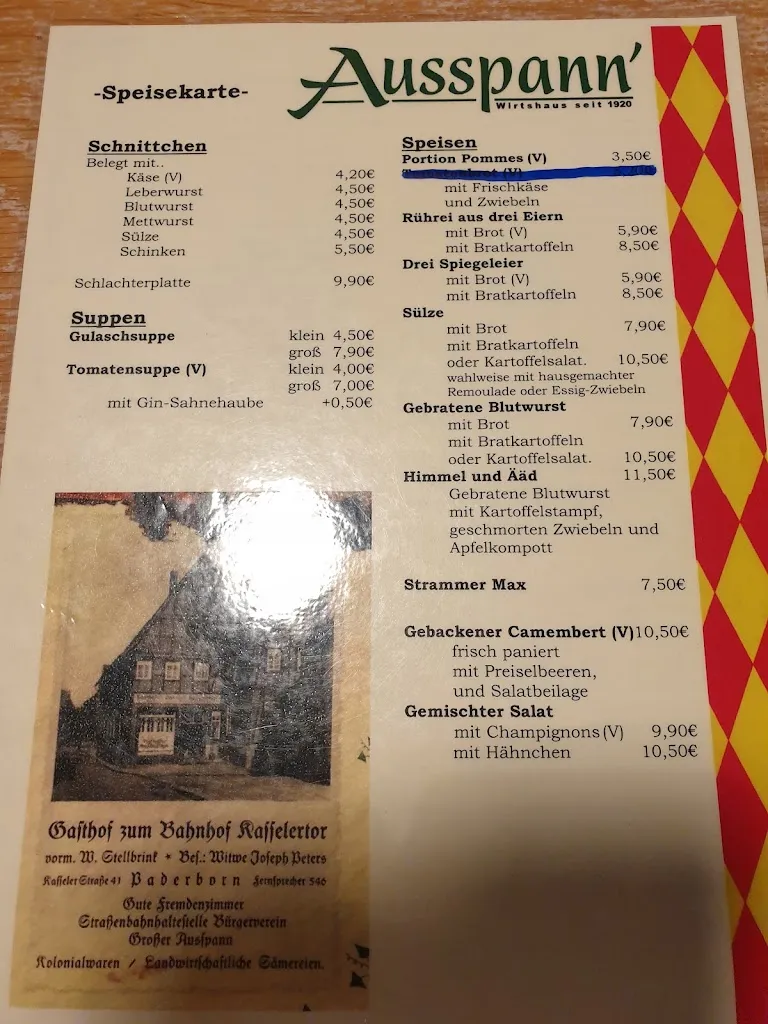 -Speisekarte-
Ausspann'
Wirtshaus seit 1920
Schnittchen
Belegt mit..
Käse (V) 4,20€
Leberwurst 4,50€
Blutwurst 4,50€
Mettwurst 4,50€
Sülze 4,50€
Schinken 5,50€
Schlachterplatte 9,90€
Suppen
Gulaschsuppe klein 4,50€
groß 7,90€
Tomatensuppe (V) klein 4,00€
groß 7,00€
mit Gin-Sahnehaube +0,50€
Speisen
Portion Pommes (V) 3,50€
(V)
mit Frischkäse
und Zwiebeln
Rührei aus drei Eiern
mit Brot (V) 5,90€
mit Bratkartoffeln 8,50€
Drei Spiegeleier
mit Brot (V) 5,90€
mit Bratkartoffeln 8,50€
Sülze
mit Brot 7,90€
mit Bratkartoffeln
oder Kartoffelsalat. 10,50€
wahlweise mit hausgemachter
Remoulade oder Essig-Zwiebeln
Gebratene Blutwurst
mit Brot 7,90€
mit Bratkartoffeln
oder Kartoffelsalat. 10,50€
Himmel und Ääd 11,50€
Gebratene Blutwurst
mit Kartoffelstampf,
geschmorten Zwiebeln und
Apfelkompott
Strammer Max 7,50€
Gebackener Camembert (V) 10,50€
frisch paniert
mit Preiselbeeren,
und Salatbeilage
Gemischter Salat
mit Champignons (V) 9,90€
mit Hähnchen 10,50€
Gasthof zum Bahnhof Kasselertor
vorm. W. Stellbrink * Bes.: Witwe Joseph Peters
Kasseler Straße 41 Paderborn Fernsprecher 546
Gute Fremdenzimmer
Straßenbahnhaltestelle Bürgerverein
Großer Ausspann
Kolonialwaren / Landwirtschaftliche Sämereien.